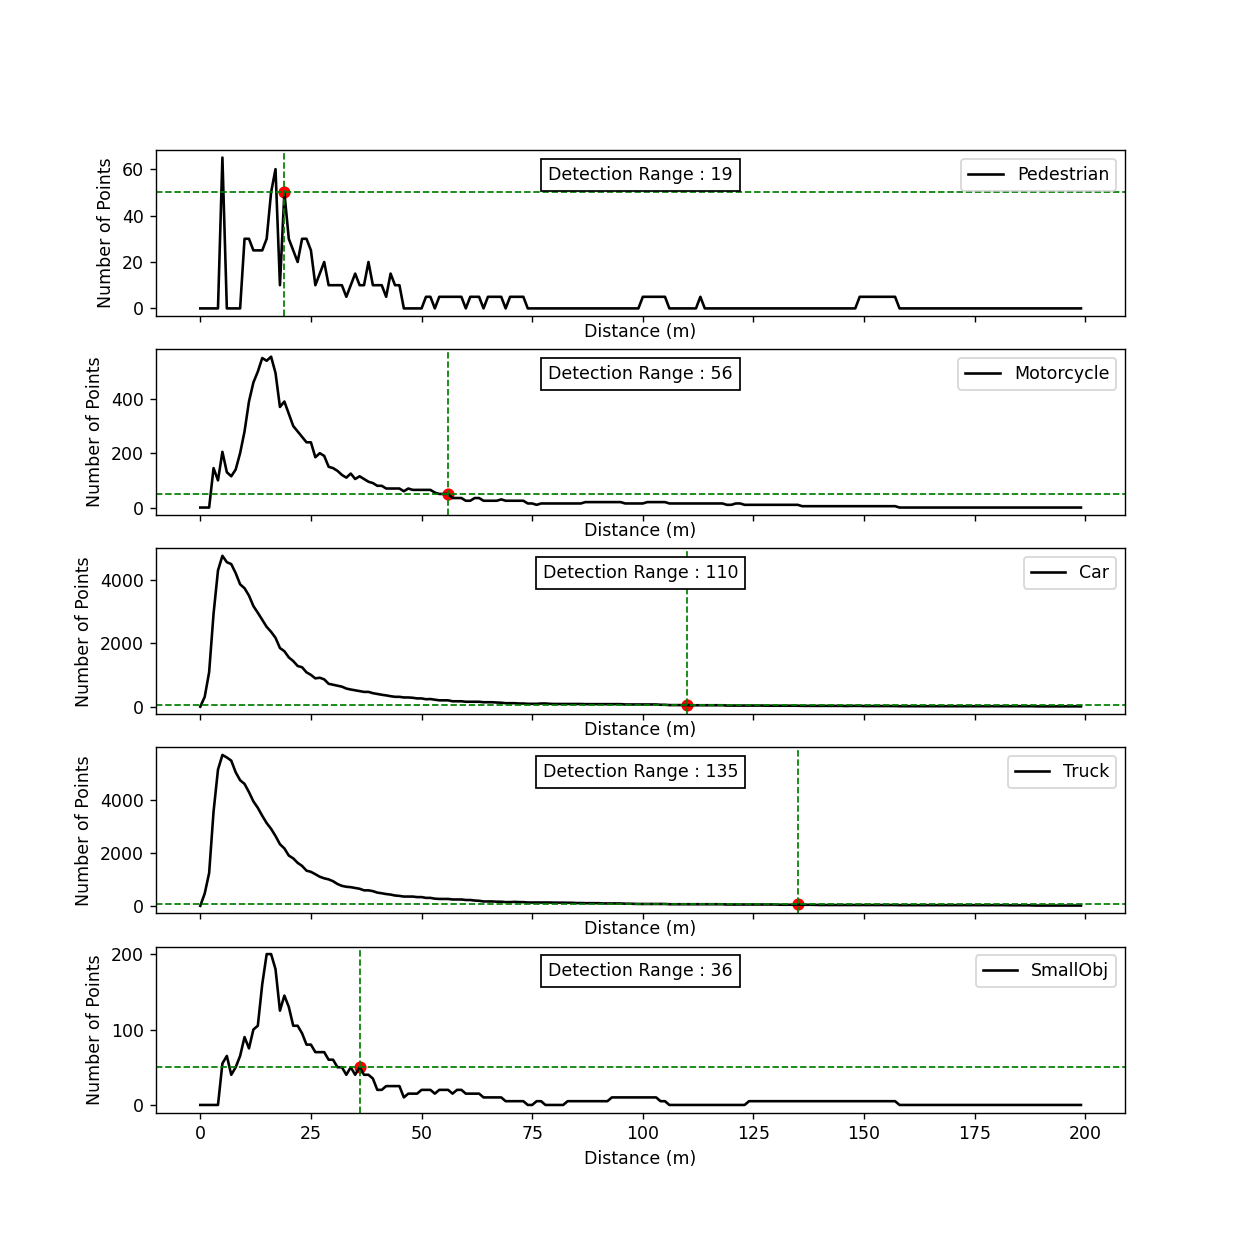 Number of Points
60
40
20
0
Detection Range : 19
Pedestrian
Distance (m)
Number of Points
400
200
0
Detection Range : 56
Motorcycle
Distance (m)
Number of Points
4000
2000
0
Detection Range : 110
Car
Distance (m)
Number of Points
4000
2000
0
Detection Range : 135
Truck
Distance (m)
Number of Points
200
100
0
Detection Range : 36
SmallObj
0 25 50 75 100 125 150 175 200
Distance (m)